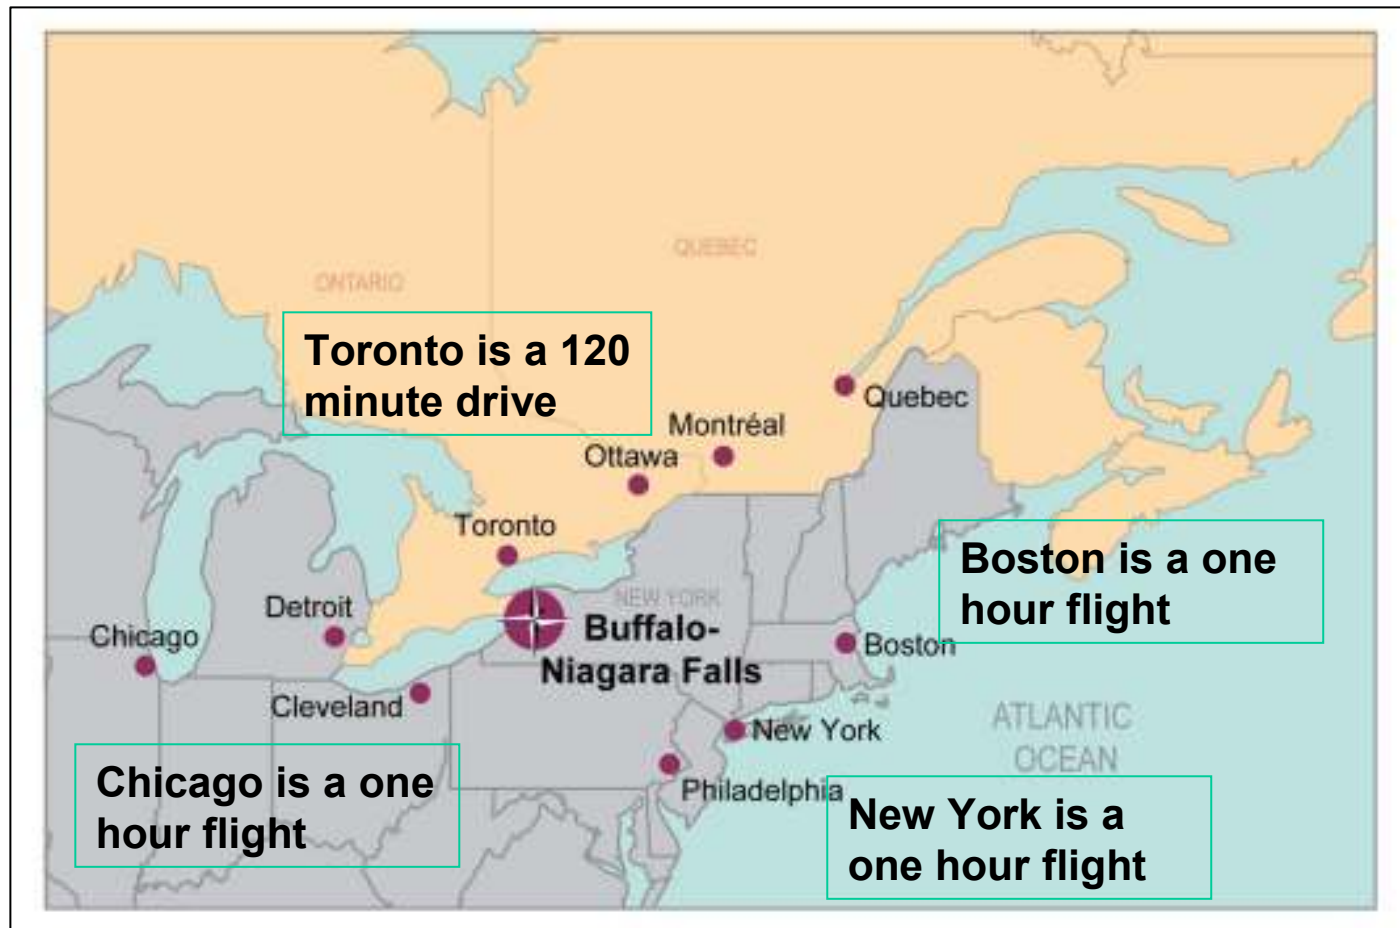 QUEBEC
ONTARIO
Toronto is a 120
minute drive
Quebec
Montréal
Ottawa
Toronto
Boston is a one
hour flight
NEW YORK
Detroit
Buffalo-
Niagara Falls
Chicago
Boston
Cleveland
ATLANTIC
OCEAN
New York
Chicago is a one
hour flight
Philadelphia
New York is a
one hour flight